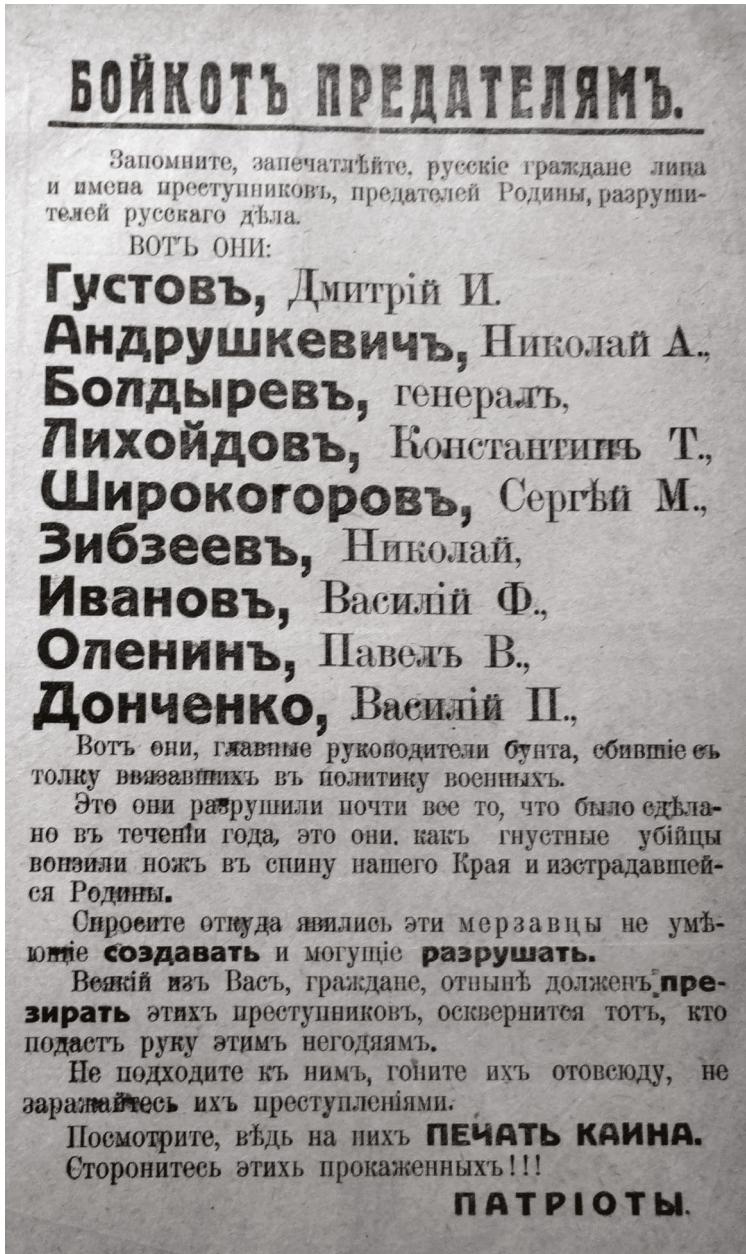 БОЙКОТЪ ПРЕДАТЕЛЯМЪ.
Запомните, запечатлѣйте, русскіе граждане лица
и имена преступниковъ, предателей Родины, разруши-
телей русскаго дѣла.
ВОТЪ ОНИ:
Густовъ, Дмитрій И.
Андрушкевичъ, Николай А.,
Болдыревъ, генералъ,
Лихойдовъ, Константинъ Т.,
Широкогоровъ, Сергѣй М.,
Зибзеевъ, Николай,
Ивановъ, Василій Ф.,
Оленинъ, Павелъ В.,
Донченко, Василій П.,
Вотъ они, главные руководители бунта, сбившіе съ
толку ввязавшихъ въ политику военныхъ.
Это они разрушили почти все то, что было сдѣла-
но въ теченіи года, это они. какъ гнустные убійцы
вонзили ножъ въ спину нашего Края и изстрадавшей-
ся Родины.
Спросите откуда явились эти мерзавцы не умѣ-
ющіе создавать и могущіе разрушать.
Всякій изъ Васъ, граждане, отнынѣ долженъ пре-
зирать этихъ преступниковъ, осквернится тотъ, кто
подастъ руку этимъ негодяямъ.
Не подходите къ нимъ, гоните ихъ отовсюду, не
заражайтесь ихъ преступленіями.
Посмотрите, вѣдь на нихъ ПЕЧАТЬ КАИНА.
Сторонитесь этихь прокаженныхъ!!!
ПАТРІОТЫ.